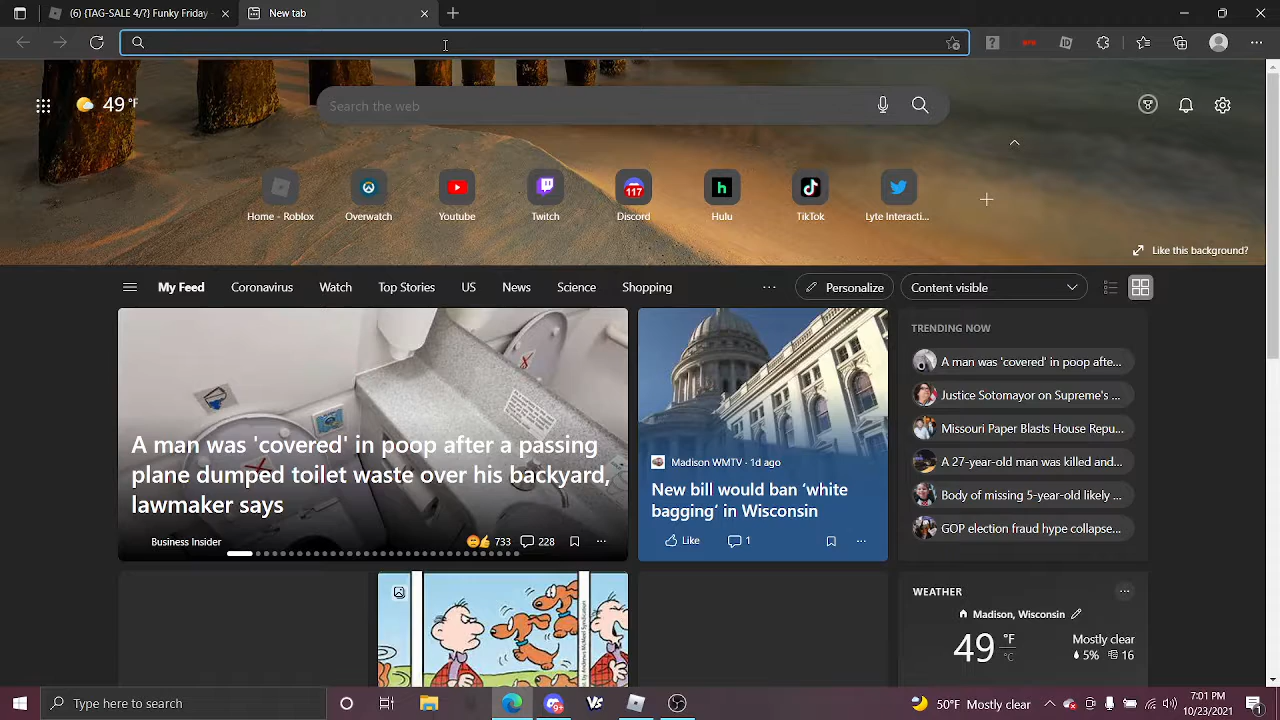 (6) {TAG-SALE 4/?} Funky Friday
New tab
49 °F
Search the web
Home - Roblox
Overwatch
Youtube
Twitch
117
Discord
h
Hulu
TikTok
Lyte Interacti...
Like this background?
My Feed
Coronavirus
Watch
Top Stories
US
News
Science
Shopping
Personalize
Content visible
A man was 'covered' in poop after a passing
plane dumped toilet waste over his backyard,
lawmaker says
Business Insider
733
228
Madison WMTV · 1d ago
New bill would ban ‘white
bagging’ in Wisconsin
Like
1
TRENDING NOW
A man was 'covered' in poop afte...
Justice Sotomayor on Supreme's ...
Missouri Paper Blasts House Repu...
A 27-year-old man was killed and...
Body of missing 5-year-old likely ...
GOP election fraud hype collapse...
WEATHER
Madison, Wisconsin
49 °F
°C
Mostly clear
5%
16
Type here to search
9+
VS
50°F Mostly clear
7:01 PM
10/23/2021
1